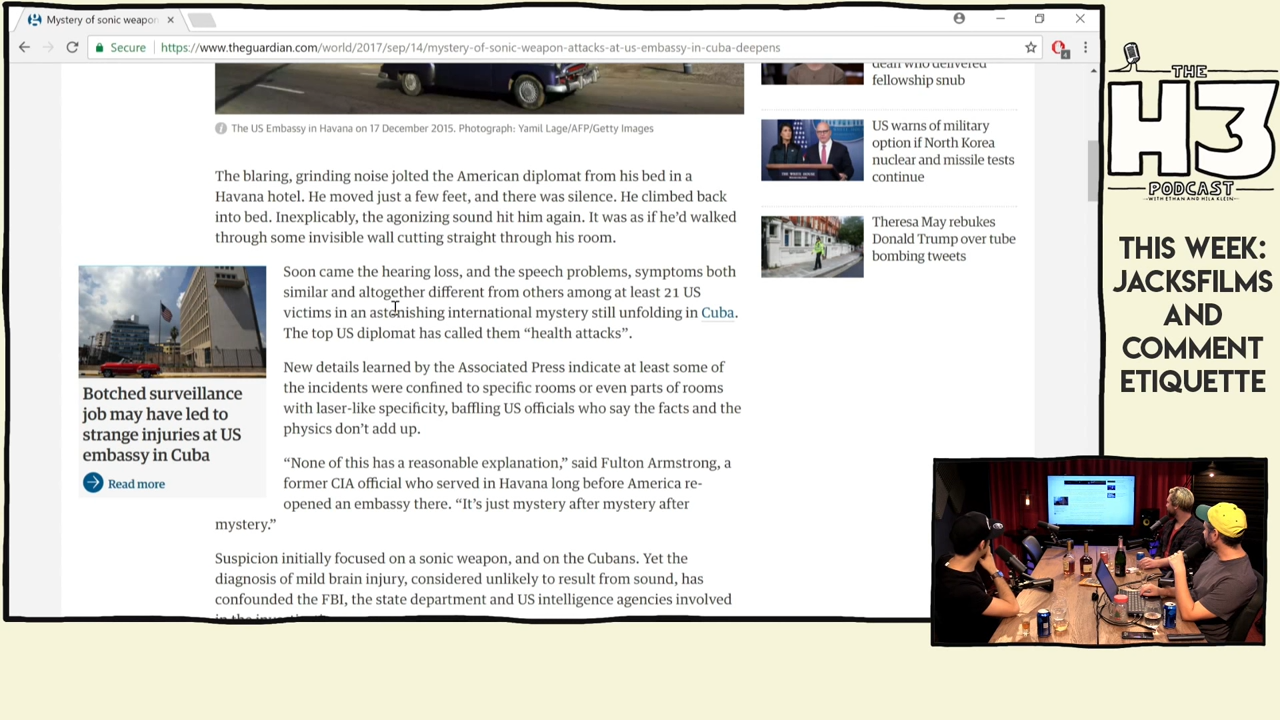 Mystery of sonic weapon
Secure
https://www.theguardian.com/world/2017/sep/14/mystery-of-sonic-weapon-attacks-at-us-embassy-in-cuba-deepens
The US Embassy in Havana on 17 December 2015. Photograph: Yamil Lage/AFP/Getty Images
The blaring, grinding noise jolted the American diplomat from his bed in a
Havana hotel. He moved just a few feet, and there was silence. He climbed back
into bed. Inexplicably, the agonizing sound hit him again. It was as if he’d walked
through some invisible wall cutting straight through his room.
Soon came the hearing loss, and the speech problems, symptoms both
similar and altogether different from others among at least 21 US
victims in an astonishing international mystery still unfolding in Cuba.
The top US diplomat has called them “health attacks”.
New details learned by the Associated Press indicate at least some of
the incidents were confined to specific rooms or even parts of rooms
with laser-like specificity, baffling US officials who say the facts and the
physics don’t add up.
“None of this has a reasonable explanation,” said Fulton Armstrong, a
former CIA official who served in Havana long before America re-
opened an embassy there. “It’s just mystery after mystery after
mystery.”
Suspicion initially focused on a sonic weapon, and on the Cubans. Yet the
diagnosis of mild brain injury, considered unlikely to result from sound, has
confounded the FBI, the state department and US intelligence agencies involved
in the
Botched surveillance
job may have led to
strange injuries at US
embassy in Cuba
Read more
dean who delivered
fellowship snub
US warns of military
option if North Korea
nuclear and missile tests
continue
Theresa May rebukes
Donald Trump over tube
bombing tweets
THE
H3
PODCAST
WITH ETHAN AND HILA KLEIN
THIS WEEK:
JACKSFILMS
AND
COMMENT
ETIQUETTE